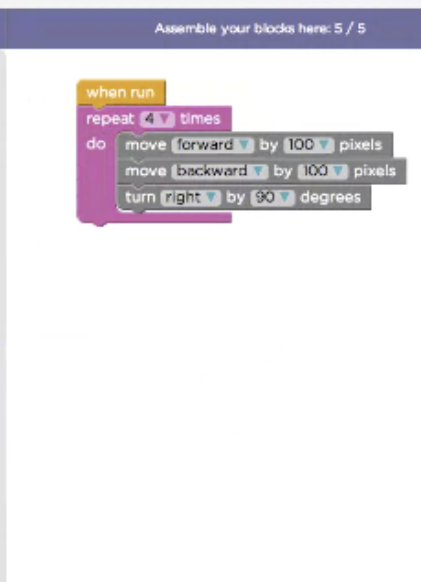 Assemble your blocks here: 5 / 5
when run
repeat 4 times
do move forward by 100 pixels
move backward by 100 pixels
turn right by 90 degrees